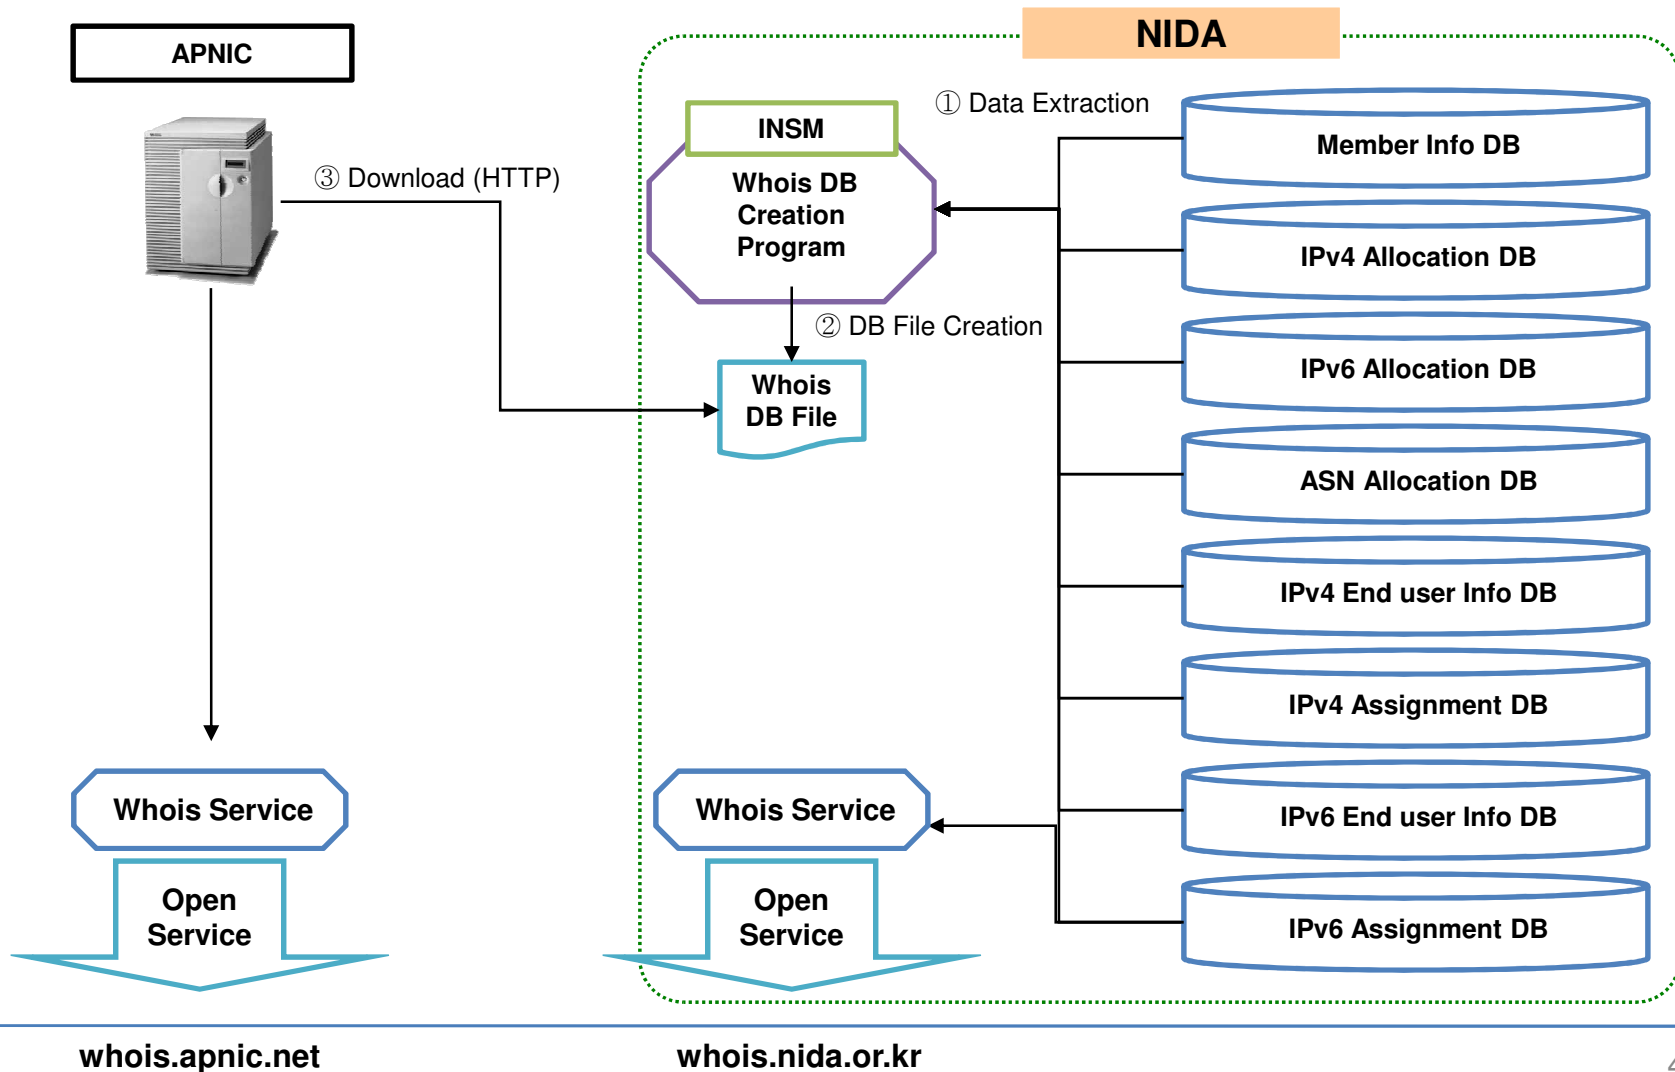 NIDA
APNIC
① Data Extraction
INSM
Whois DB
Creation
Program
③ Download (HTTP)
② DB File Creation
Whois
DB File
Member Info DB
IPv4 Allocation DB
IPv6 Allocation DB
ASN Allocation DB
IPv4 End user Info DB
IPv4 Assignment DB
IPv6 End user Info DB
IPv6 Assignment DB
Whois Service
Open
Service
Whois Service
Open
Service
whois.apnic.net
whois.nida.or.kr